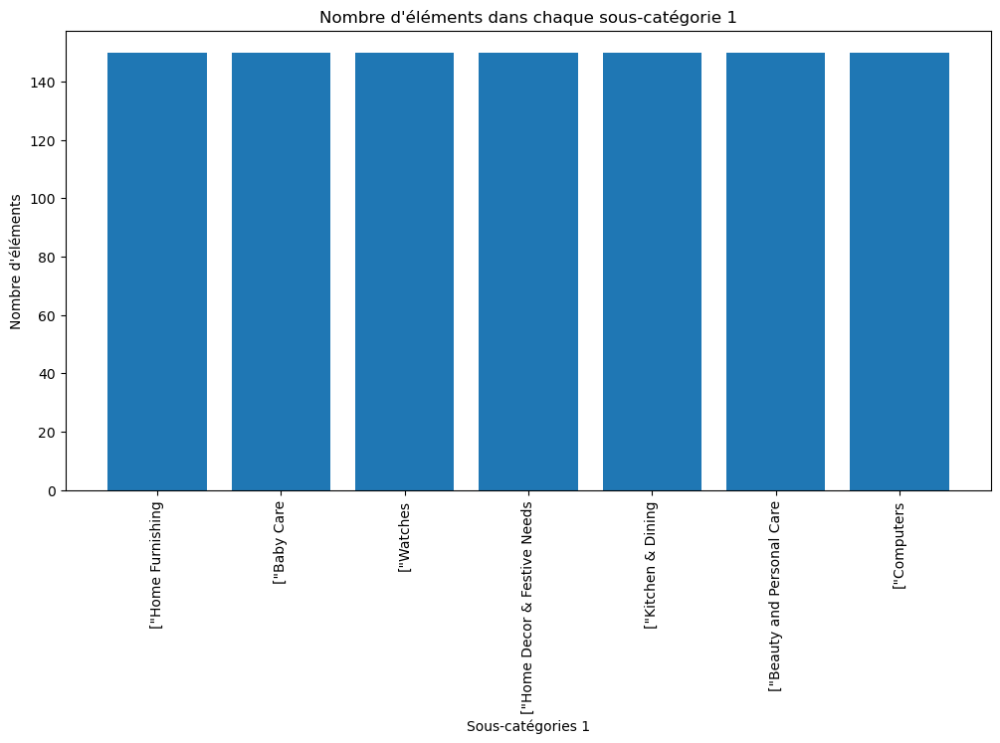 Nombre d'éléments dans chaque sous-catégorie 1
Nombre d'éléments
140
120
100
80
60
40
20
0
["Home Furnishing
["Baby Care
["Watches
["Home Decor & Festive Needs
["Kitchen & Dining
["Beauty and Personal Care
["Computers
Sous-catégories 1